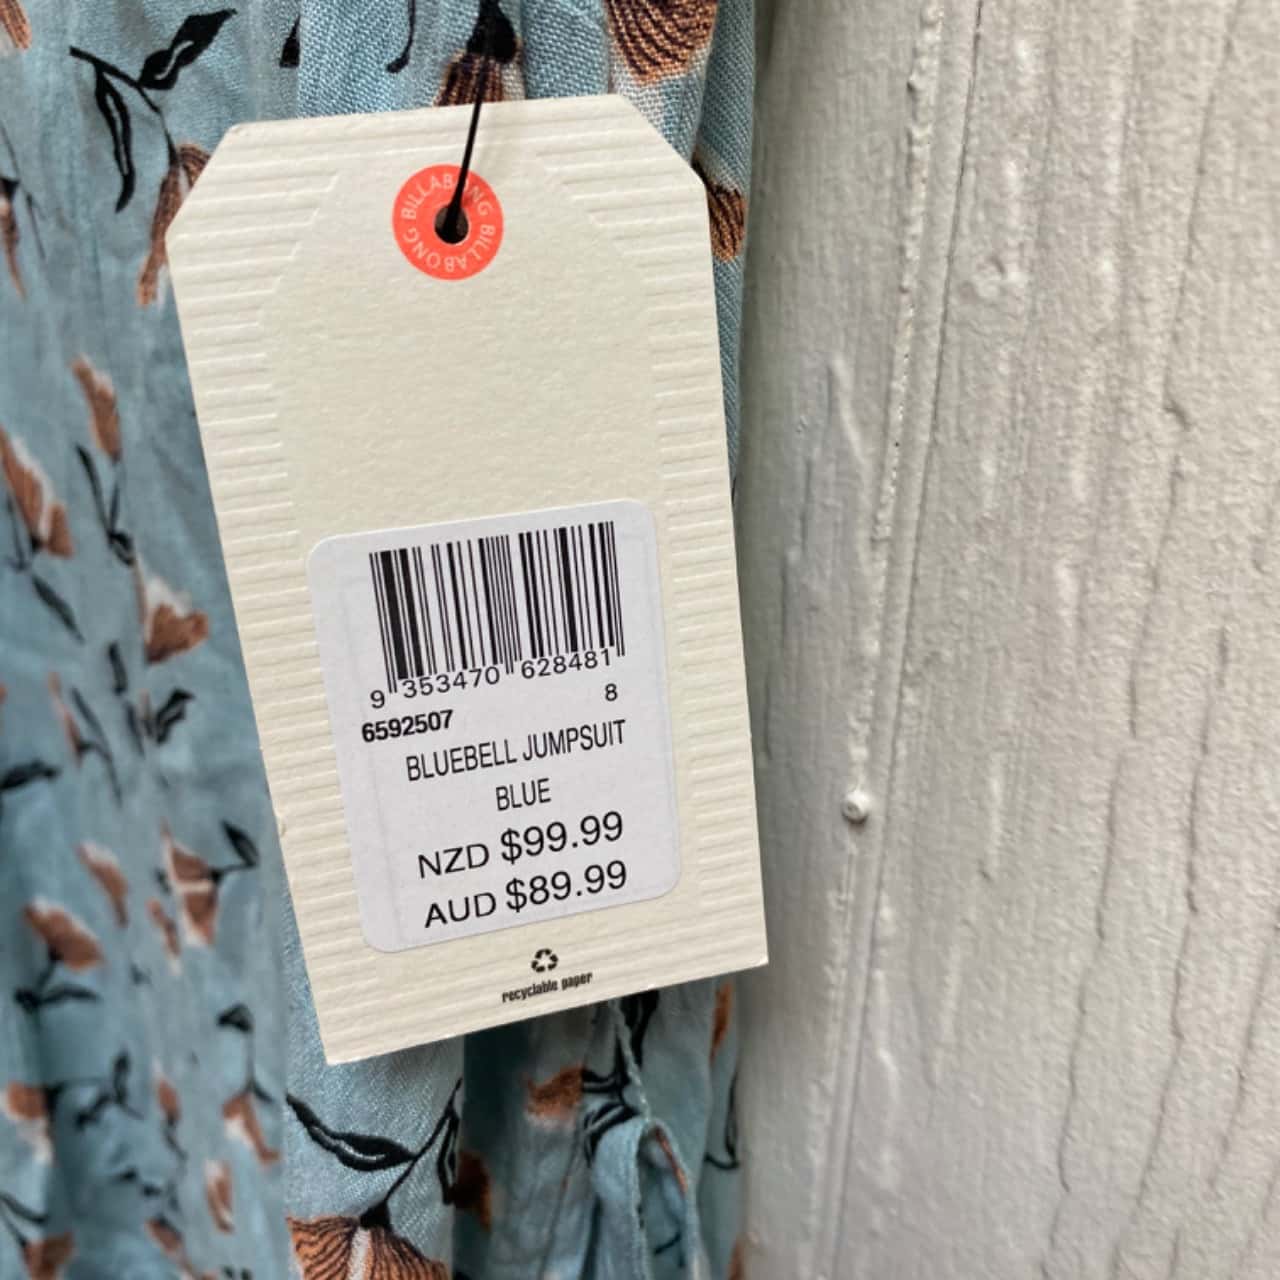 BILLABONG BILLABONG
9 353470 628481
8
6592507
BLUEBELL JUMPSUIT
BLUE
NZD $99.99
AUD $89.99
recyclable paper